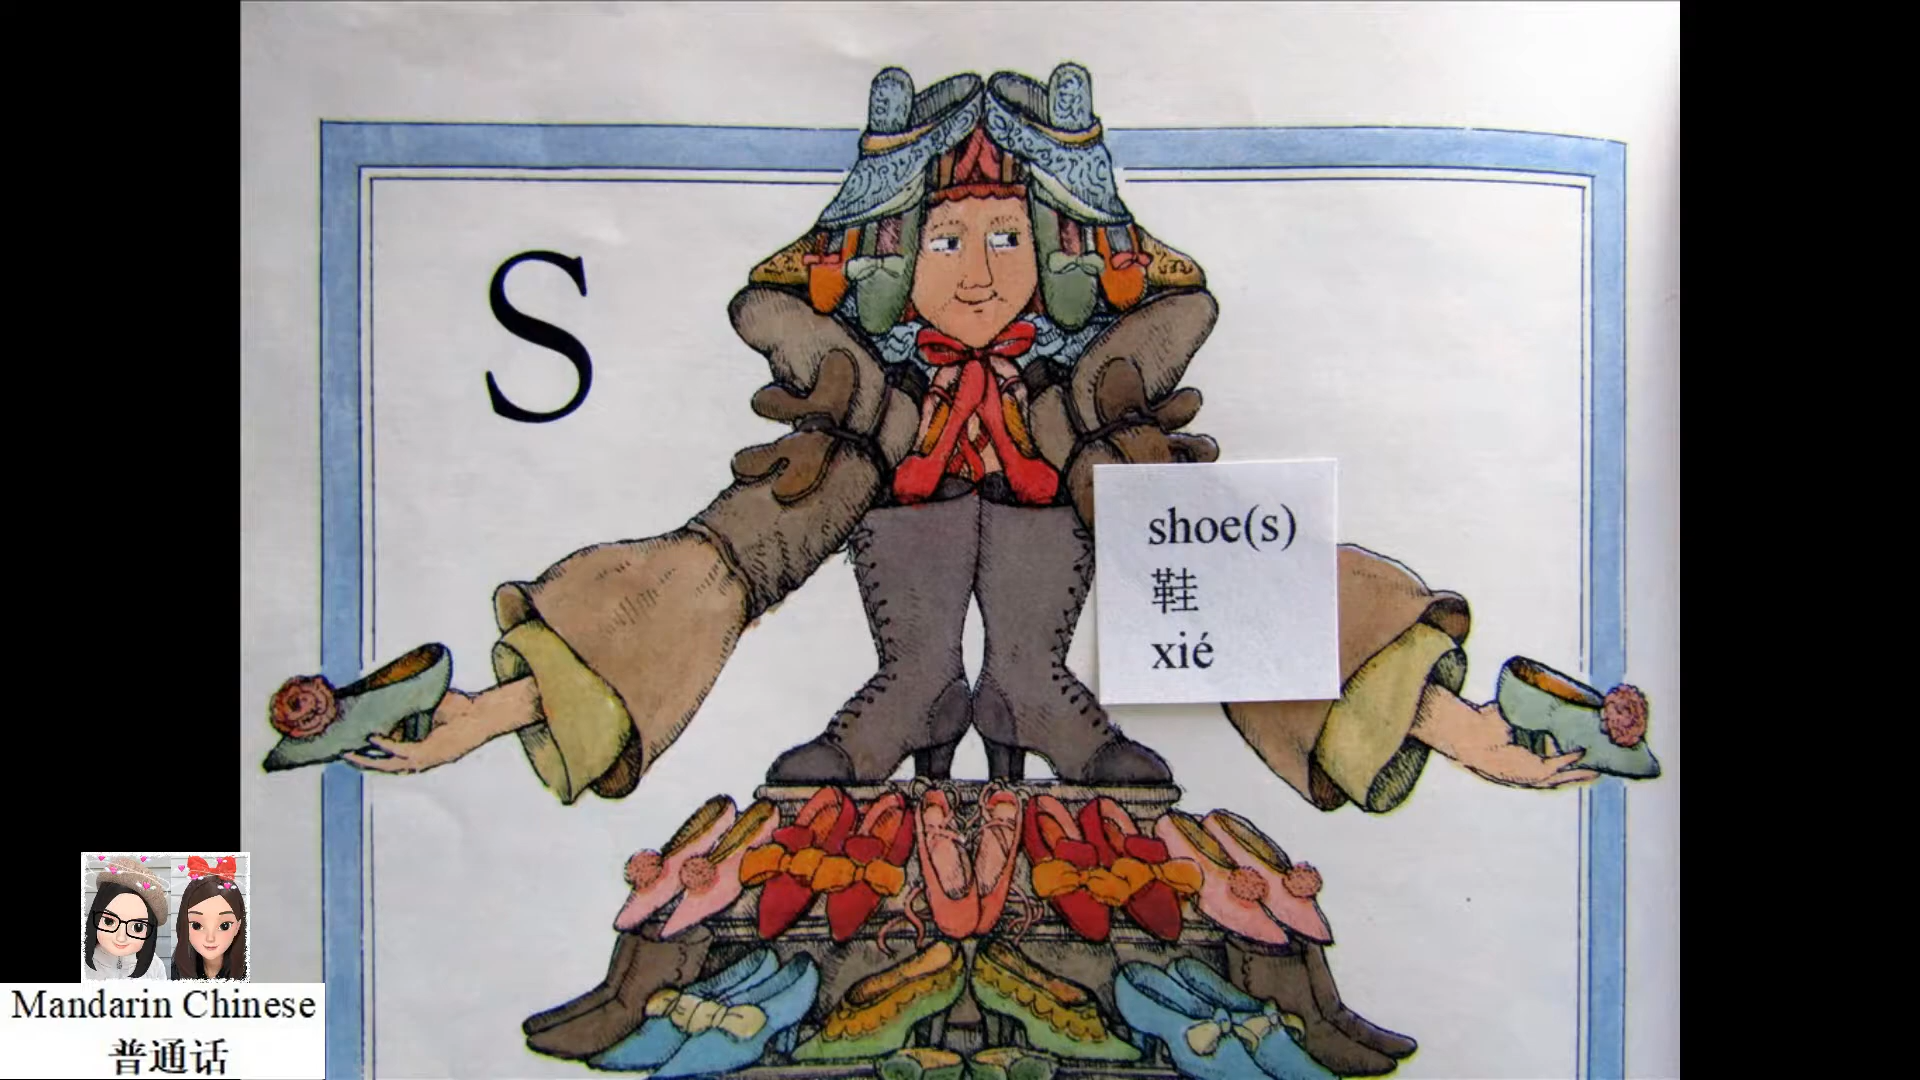 S
shoe(s)
鞋
xié
Mandarin Chinese
普通话